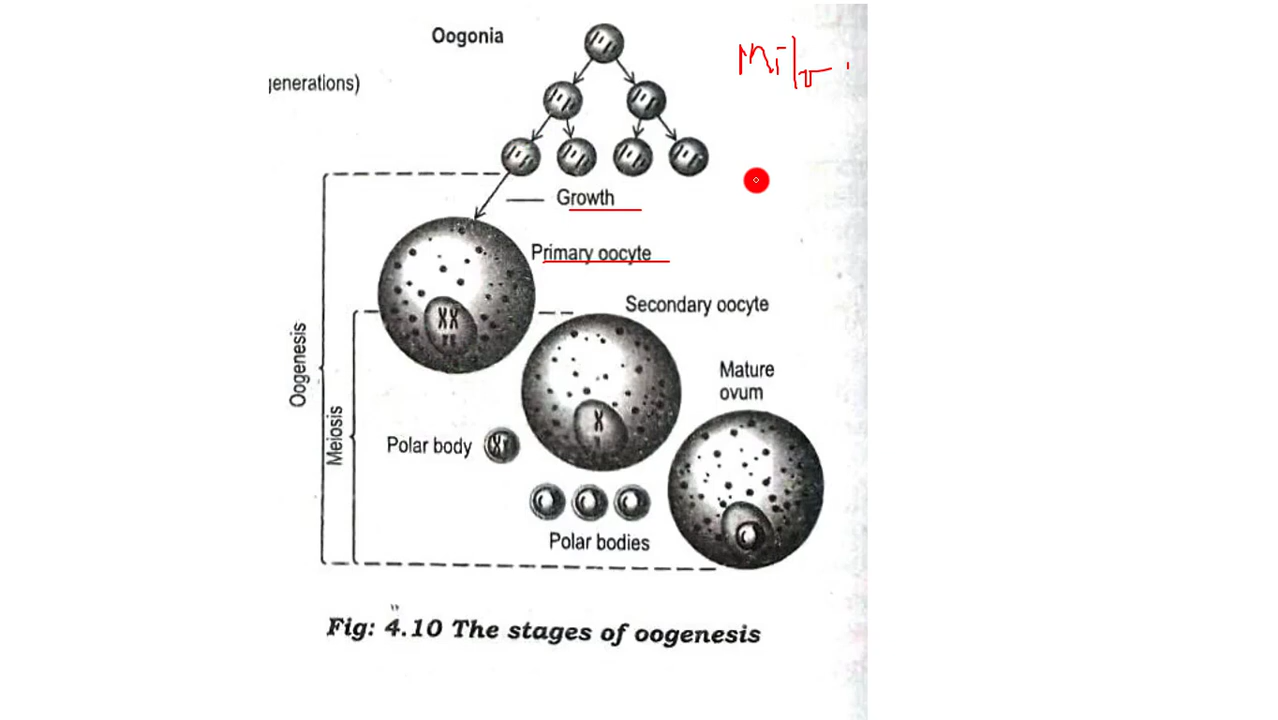 Oogonia
generations)
Growth
Primary oocyte
Secondary oocyte
Mature
ovum
Oogenesis
Meiosis
Polar body
Polar bodies
Fig: 4.10 The stages of oogenesis